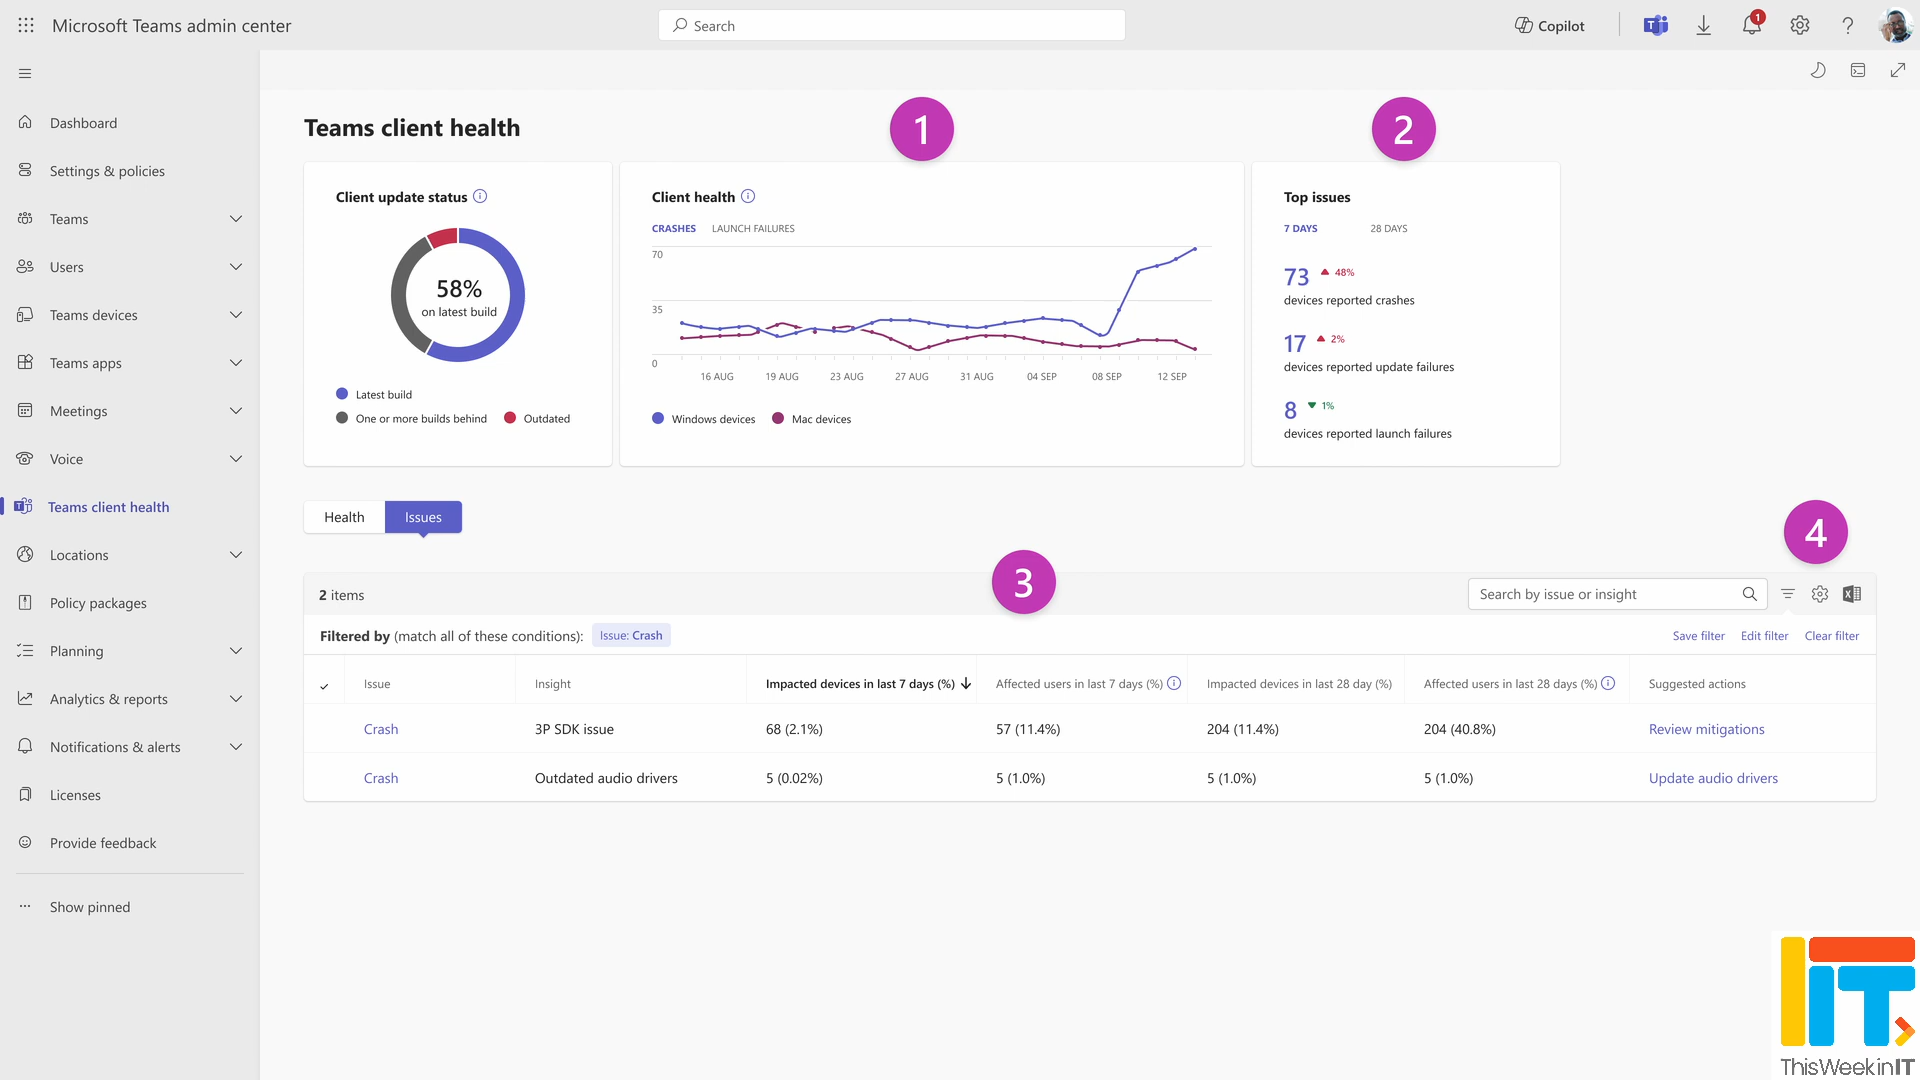 Microsoft Teams admin center
Search
Copilot
1
Dashboard
Settings & policies
Teams
Users
Teams devices
Teams apps
Meetings
Voice
Teams client health
Locations
Policy packages
Planning
Analytics & reports
Notifications & alerts
Licenses
Provide feedback
Show pinned
Teams client health
1
2
Client update status
58%
on latest build
Latest build
One or more builds behind
Outdated
Client health
CRASHES LAUNCH FAILURES
70
35
0
16 AUG 19 AUG 23 AUG 27 AUG 31 AUG 04 SEP 08 SEP 12 SEP
Windows devices Mac devices
Top issues
7 DAYS 28 DAYS
73 48%
devices reported crashes
17 2%
devices reported update failures
8 1%
devices reported launch failures
Health Issues
4
3
2 items
Search by issue or insight
Filtered by (match all of these conditions): Issue: Crash
Save filter Edit filter Clear filter
Issue Insight Impacted devices in last 7 days (%) Affected users in last 7 days (%) Impacted devices in last 28 day (%) Affected users in last 28 days (%) Suggested actions
Crash 3P SDK issue 68 (2.1%) 57 (11.4%) 204 (11.4%) 204 (40.8%) Review mitigations
Crash Outdated audio drivers 5 (0.02%) 5 (1.0%) 5 (1.0%) 5 (1.0%) Update audio drivers
IIT
ThisWeekinIT